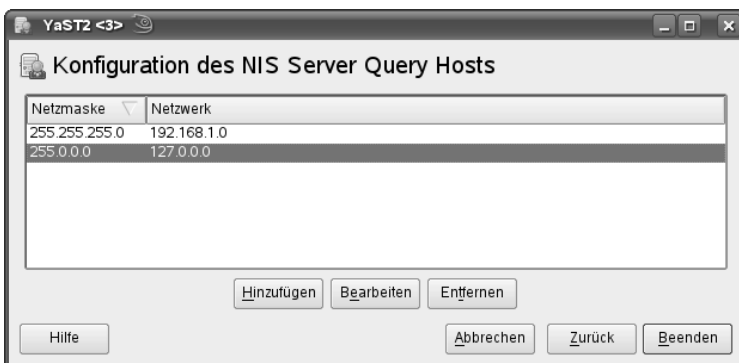 YaST2 <3>
Konfiguration des NIS Server Query Hosts
Netzmaske Netzwerk
255.255.255.0 192.168.1.0
255.0.0.0 127.0.0.0
Hinzufügen Bearbeiten Entfernen
Hilfe Abbrechen Zurück Beenden